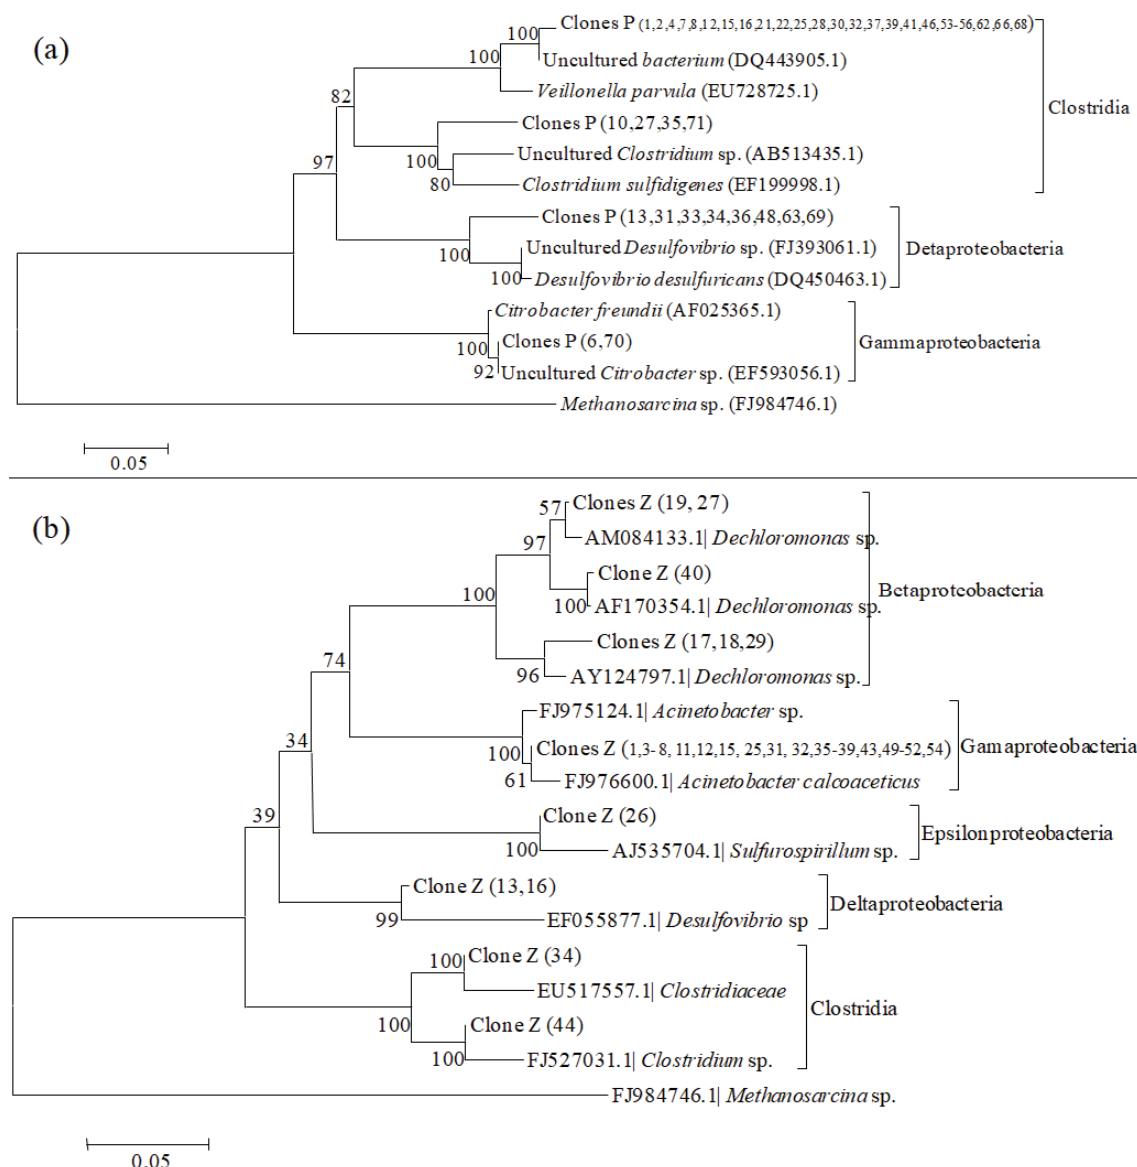 (a)
Clones P (1,2,4,7,8,12,15,16,21,22,25,28,30,32,37,39,41,46,53-56,62,66,68)
100
Uncultured bacterium (DQ443905.1)
100
Veillonella parvula (EU728725.1)
Clostridia
82
Clones P (10,27,35,71)
Uncultured Clostridium sp. (AB513435.1)
100
97
80
Clostridium sulfidigenes (EF199998.1)
Clones P (13,31,33,34,36,48,63,69)
Uncultured Desulfovibrio sp. (FJ393061.1)
Detaproteobacteria
100
100
Desulfovibrio desulfuricans (DQ450463.1)
Citrobacter freundii (AF025365.1)
Clones P (6,70)
Gammaproteobacteria
100
92
Uncultured Citrobacter sp. (EF593056.1)
Methanosarcina sp. (FJ984746.1)
0.05
(b)
Clones Z (19, 27)
57
AM084133.1| Dechloromonas sp.
97
Clone Z (40)
Betaproteobacteria
100
100
AF170354.1| Dechloromonas sp.
Clones Z (17,18,29)
74
96
AY124797.1| Dechloromonas sp.
FJ975124.1| Acinetobacter sp.
34
100
Clones Z (1,3- 8, 11,12,15, 25,31, 32,35-39,43,49-52,54)
Gamaproteobacteria
61
FJ976600.1| Acinetobacter calcoaceticus
39
Clone Z (26)
Epsilonproteobacteria
100
AJ535704.1| Sulfurospirillum sp.
Clone Z (13,16)
Deltaproteobacteria
99
EF055877.1| Desulfovibrio sp
Clone Z (34)
100
EU517557.1| Clostridiaceae
Clostridia
100
Clone Z (44)
100
FJ527031.1| Clostridium sp.
FJ984746.1| Methanosarcina sp.
0.05